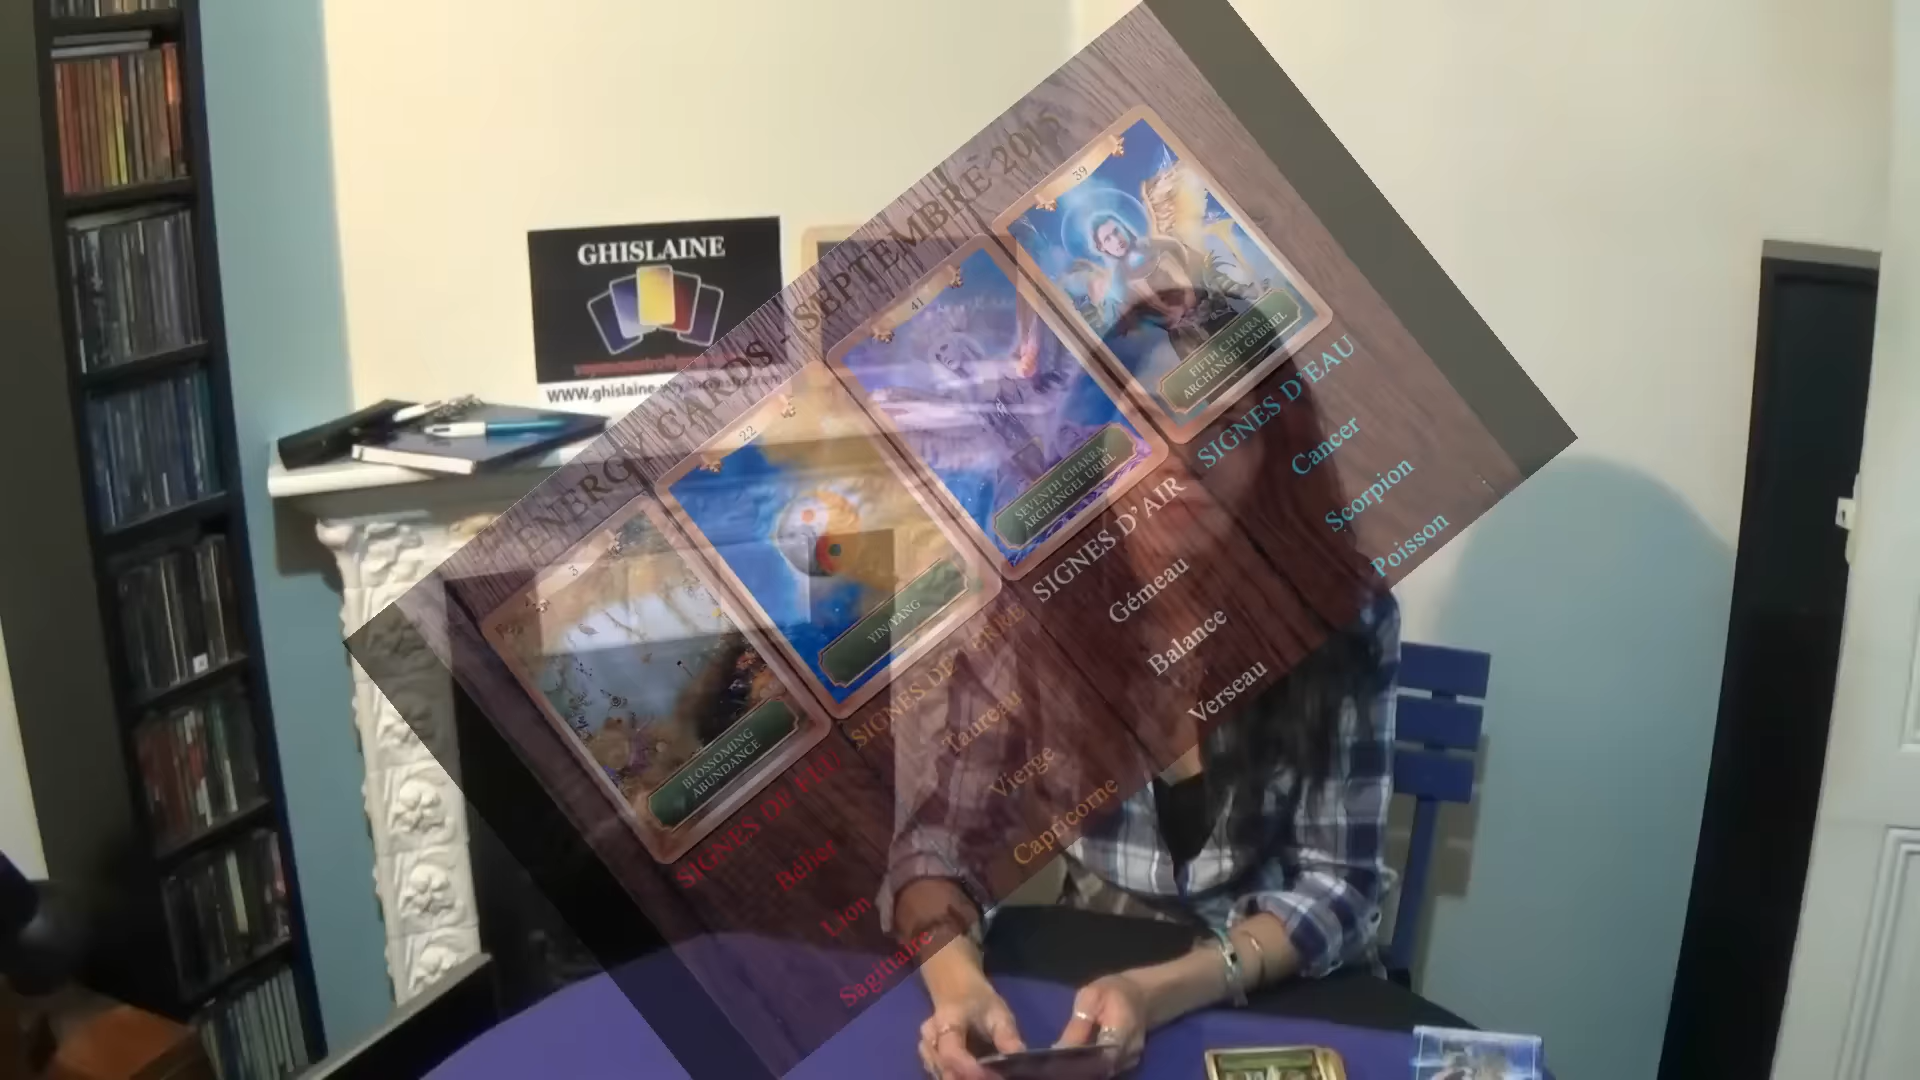 GHISLAINE
ENERGY CARDS - SEPTEMBRE 2015
3
BLOSSOMING
ABUNDANCE
22
YIN/YANG
41
SEVENTH CHAKRA,
ARCHANGEL URIEL
39
FIFTH CHAKRA,
ARCHANGEL GABRIEL
SIGNES DE FEU
Bélier
Lion
Sagittaire
SIGNES DE TERRE
Taureau
Vierge
Capricorne
SIGNES D'AIR
Gémeau
Balance
Verseau
SIGNES D'EAU
Cancer
Scorpion
Poisson